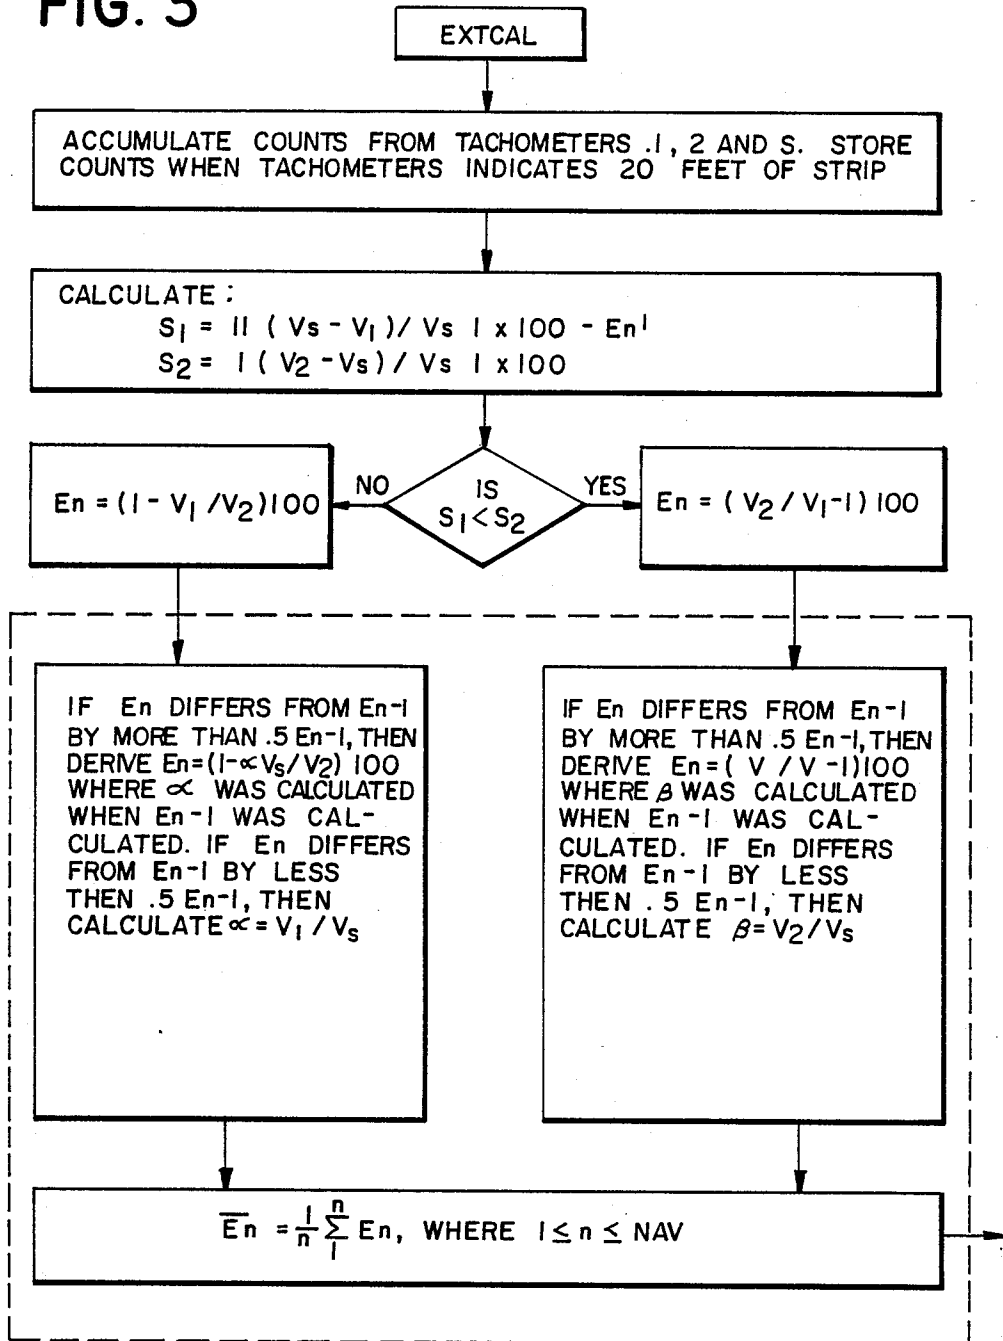 FIG. 5
EXTCAL
ACCUMULATE COUNTS FROM TACHOMETERS .1, 2 AND S. STORE
COUNTS WHEN TACHOMETERS INDICATES 20 FEET OF STRIP
CALCULATE :
S1 = || ( Vs - V1 ) / Vs | x 100 - En|
S2 = | ( V2 - Vs ) / Vs | x 100
En = (1 - V1 /V2) 100
NO
IS
S1 < S2
YES
En = ( V2 / V1 -1) 100
IF En DIFFERS FROM En-1
BY MORE THAN .5 En-1, THEN
DERIVE En=(1-∝Vs/V2) 100
WHERE ∝ WAS CALCULATED
WHEN En-1 WAS CAL-
CULATED. IF En DIFFERS
FROM En-1 BY LESS
THEN .5 En-1, THEN
CALCULATE ∝= V1 / Vs
IF En DIFFERS FROM En-1
BY MORE THAN .5 En-1, THEN
DERIVE En=( V / V -1)100
WHERE β WAS CALCULATED
WHEN En-1 WAS CAL-
CULATED. IF En DIFFERS
FROM En-1 BY LESS
THEN .5 En-1, THEN
CALCULATE β= V2 / Vs
E̅n = 1/n ∑ n 1 En, WHERE 1 ≤ n ≤ NAV